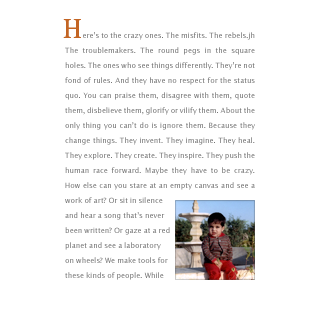 Here's to the crazy ones. The misfits. The rebels.jh
The troublemakers. The round pegs in the square
holes. The ones who see things differently. They're not
fond of rules. And they have no respect for the status
quo. You can praise them, disagree with them, quote
them, disbelieve them, glorify or vilify them. About the
only thing you can't do is ignore them. Because they
change things. They invent. They imagine. They heal.
They explore. They create. They inspire. They push the
human race forward. Maybe they have to be crazy.
How else can you stare at an empty canvas and see a
work of art? Or sit in silence
and hear a song that's never
been written? Or gaze at a red
planet and see a laboratory
on wheels? We make tools for
these kinds of people. While